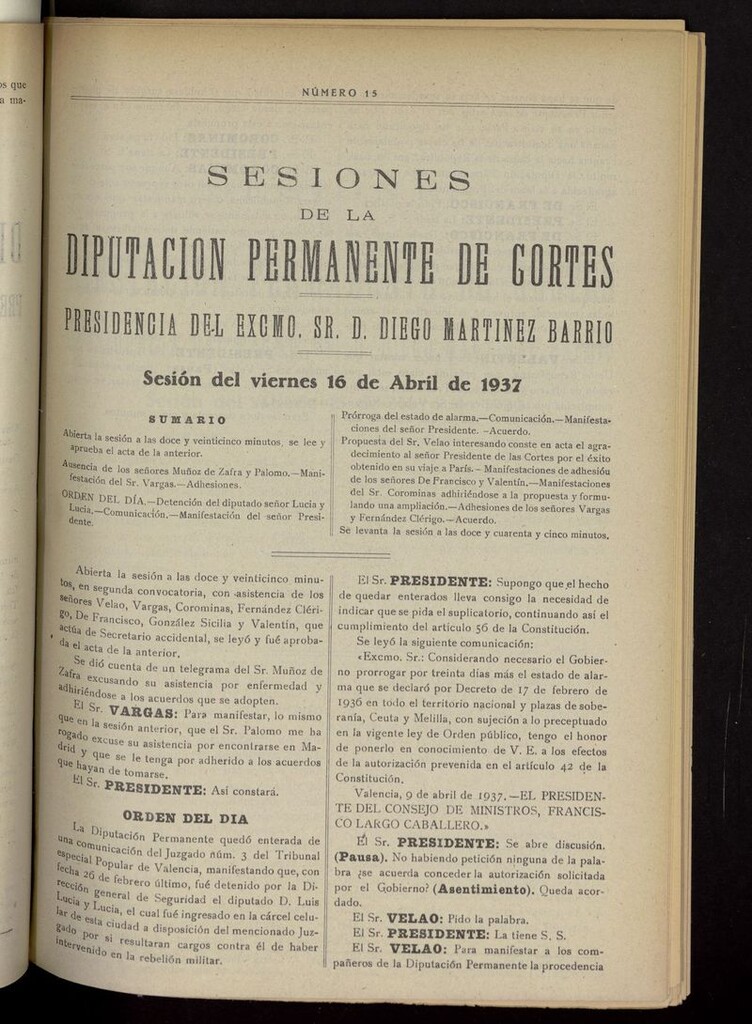 os que
a ma-
NÚMERO 15
SESIONES
DE LA
DIPUTACION PERMANENTE DE CORTES
PRESIDENCIA DEL EXCMO. SR. D. DIEGO MARTINEZ BARRIO
Sesión del viernes 16 de Abril de 1937
SUMARIO
Abierta la sesión a las doce y veinticinco minutos, se lee y
aprueba el acta de la anterior.
Ausencia de los señores Muñoz de Zafra y Palomo.—Mani-
festación del Sr. Vargas.—Adhesiones.
ORDEN DEL DÍA.—Detención del diputado señor Lucia y
Lucia.—Comunicación.—Manifestación del señor Presi-
dente.
Prórroga del estado de alarma.—Comunicación.—Manifesta-
ciones del señor Presidente. -Acuerdo.
Propuesta del Sr. Velao interesando conste en acta el agra-
decimiento al señor Presidente de las Cortes por el éxito
obtenido en su viaje a París.- Manifestaciones de adhesión
de los señores De Francisco y Valentín.—Manifestaciones
del Sr. Corominas adhiriéndose a la propuesta y formu-
lando una ampliación.—Adhesiones de los señores Vargas
y Fernández Clérigo.—Acuerdo.
Se levanta la sesión a las doce y cuarenta y cinco minutos.
Abierta la sesión a las doce y veinticinco minu-
tos, en segunda convocatoria, con asistencia de los
señores Velao, Vargas, Corominas, Fernández Cléri-
go, De Francisco, González Sicilia y Valentín, que
actúa de Secretario accidental, se leyó y fué aproba-
da el acta de la anterior.
Se dió cuenta de un telegrama del Sr. Muñoz de
Zafra excusando su asistencia por enfermedad y
adhiriéndose a los acuerdos que se adopten.
El Sr. VARGAS: Para manifestar, lo mismo
que en la sesión anterior, que el Sr. Palomo me ha
rogado excuse su asistencia por encontrarse en Ma-
drid y que se le tenga por adherido a los acuerdos
que hayan de tomarse.
El Sr. PRESIDENTE: Así constará.
ORDEN DEL DIA
La Diputación Permanente quedó enterada de
una comunicación del Juzgado núm. 3 del Tribunal
especial Popular de Valencia, manifestando que, con
fecha 26 de febrero último, fué detenido por la Di-
rección general de Seguridad el diputado D. Luis
Lucia y Lucia, el cual fué ingresado en la cárcel celu-
lar de esta ciudad a disposición del mencionado Juz-
gado por si resultaran cargos contra él de haber
intervenido en la rebelión militar.
El Sr. PRESIDENTE: Supongo que el hecho
de quedar enterados lleva consigo la necesidad de
indicar que se pida el suplicatorio, continuando así el
cumplimiento del artículo 56 de la Constitución.
Se leyó la siguiente comunicación:
«Excmo. Sr.: Considerando necesario el Gobier-
no prorrogar por treinta días más el estado de alar-
ma que se declaró por Decreto de 17 de febrero de
1936 en todo el territorio nacional y plazas de sobe-
ranía, Ceuta y Melilla, con sujeción a lo preceptuado
en la vigente ley de Orden público, tengo el honor
de ponerlo en conocimiento de V. E. a los efectos
de la autorización prevenida en el artículo 42 de la
Constitución.
Valencia, 9 de abril de 1937.—EL PRESIDEN-
TE DEL CONSEJO DE MINISTROS, FRANCIS-
CO LARGO CABALLERO.»
El Sr. PRESIDENTE: Se abre discusión.
(Pausa). No habiendo petición ninguna de la pala-
bra ¿se acuerda conceder la autorización solicitada
por el Gobierno? (Asentimiento). Queda acor-
dado.
El Sr. VELAO: Pido la palabra.
El Sr. PRESIDENTE: La tiene S. S.
El Sr. VELAO: Para manifestar a los com-
pañeros de la Diputación Permanente la procedencia